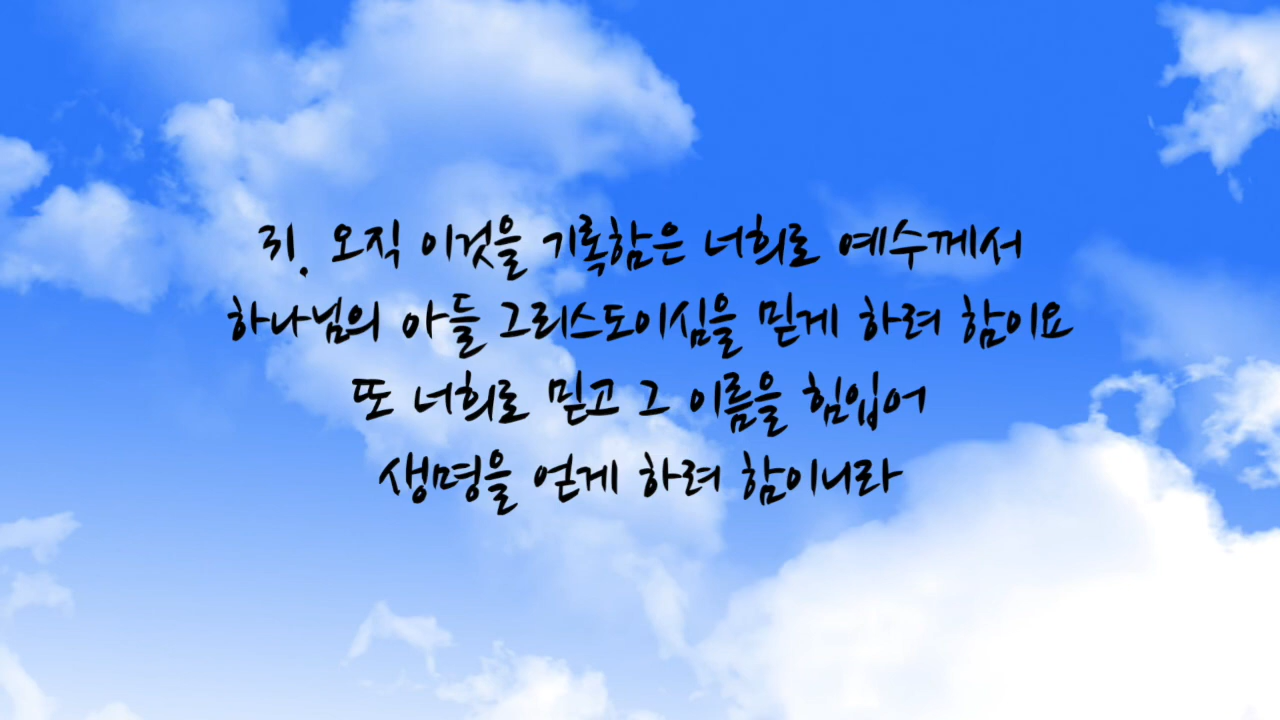 31. 오직 이것을 기록함은 너희로 예수께서
하나님의 아들 그리스도이심을 믿게 하려 함이요
또 너희로 믿고 그 이름을 힘입어
생명을 얻게 하려 함이니라